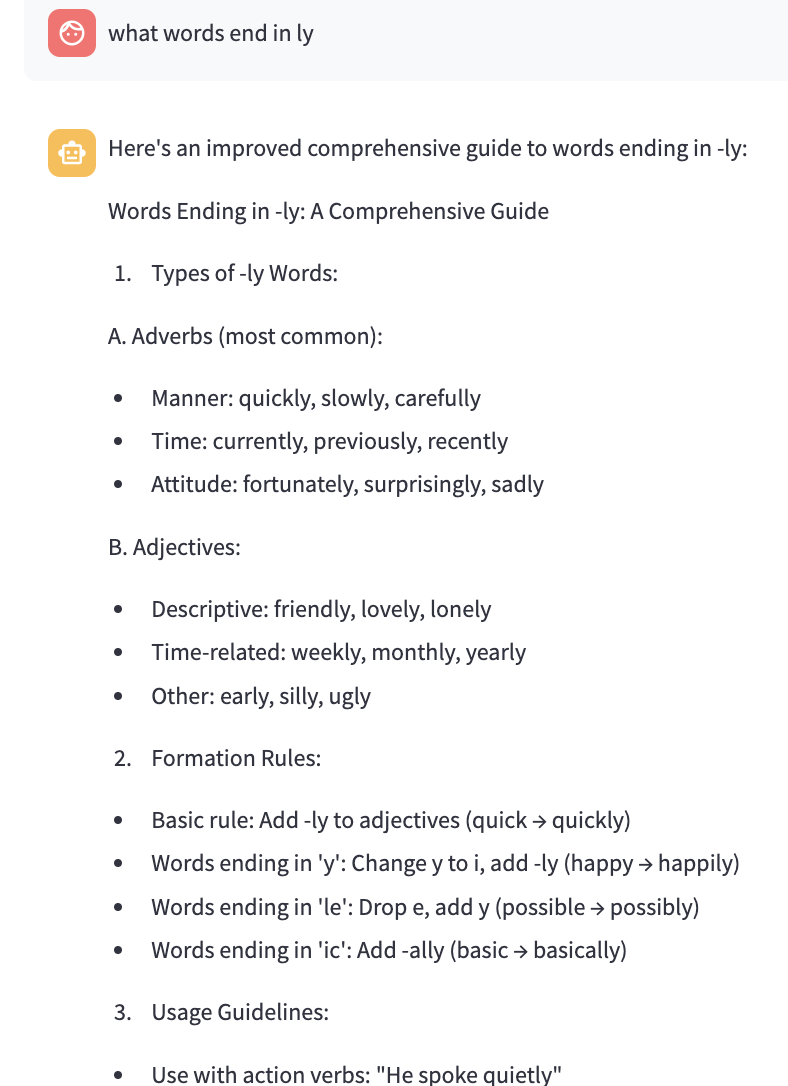 what words end in ly
Here's an improved comprehensive guide to words ending in -ly:
Words Ending in -ly: A Comprehensive Guide
1. Types of -ly Words:
A. Adverbs (most common):
• Manner: quickly, slowly, carefully
• Time: currently, previously, recently
• Attitude: fortunately, surprisingly, sadly
B. Adjectives:
• Descriptive: friendly, lovely, lonely
• Time-related: weekly, monthly, yearly
• Other: early, silly, ugly
2. Formation Rules:
• Basic rule: Add -ly to adjectives (quick → quickly)
• Words ending in 'y': Change y to i, add -ly (happy → happily)
• Words ending in 'le': Drop e, add y (possible → possibly)
• Words ending in 'ic': Add -ally (basic → basically)
3. Usage Guidelines:
• Use with action verbs: "He spoke quietly"